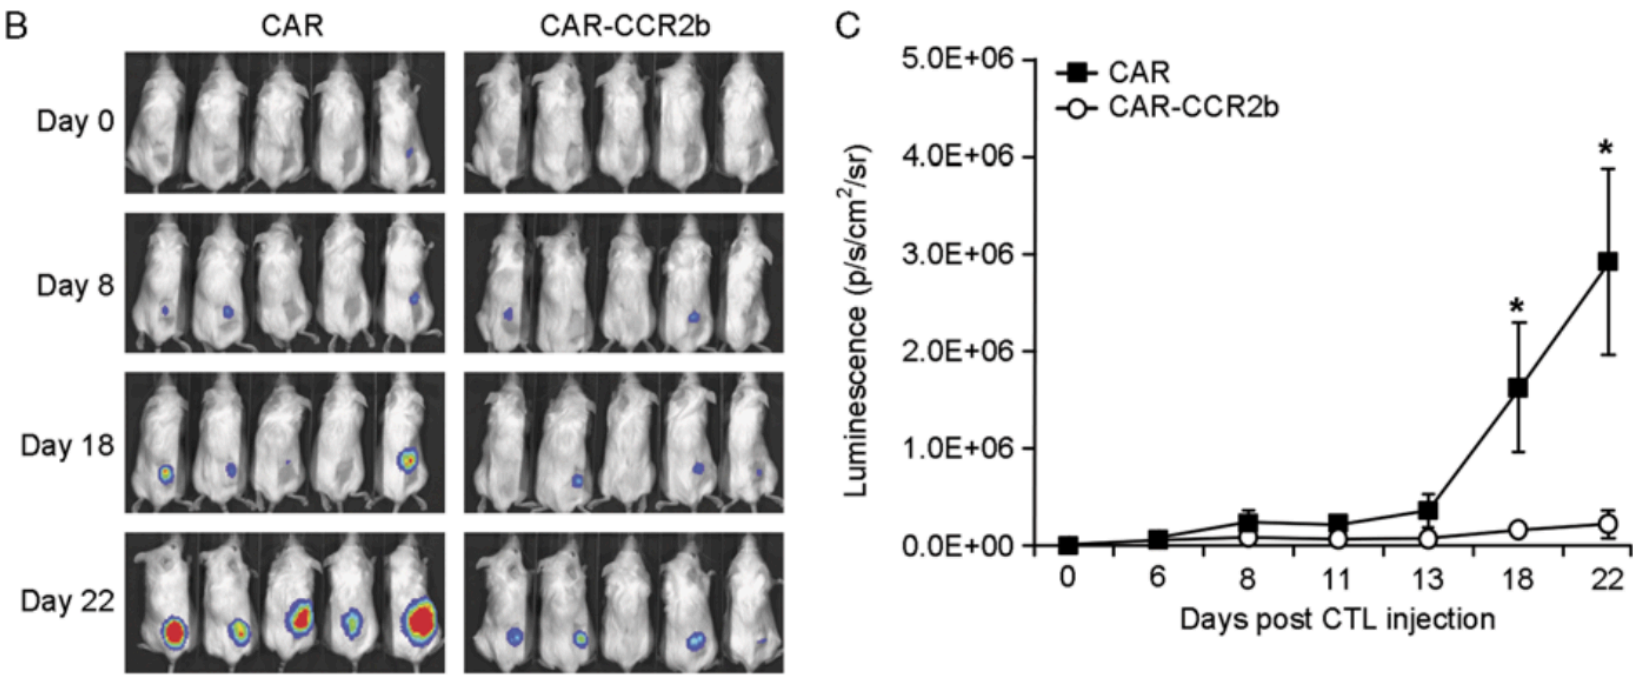 B
CAR
CAR-CCR2b
Day 0
Day 8
Day 18
Day 22
C
5.0E+06
4.0E+06
3.0E+06
2.0E+06
1.0E+06
0.0E+00
Luminescence (p/s/cm²/sr)
CAR
CAR-CCR2b
*
*
0 6 8 11 13 18 22
Days post CTL injection